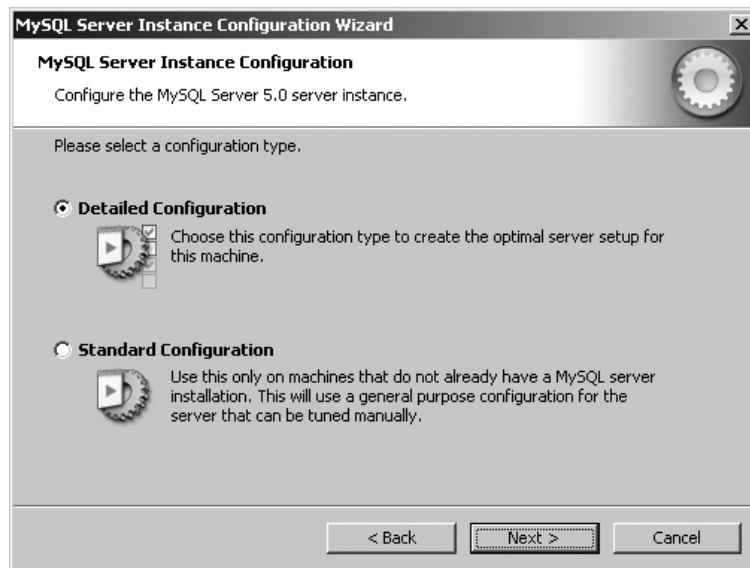 MySQL Server Instance Configuration Wizard
MySQL Server Instance Configuration
Configure the MySQL Server 5.0 server instance.
Please select a configuration type.
Detailed Configuration
Choose this configuration type to create the optimal server setup for
this machine.
Standard Configuration
Use this only on machines that do not already have a MySQL server
installation. This will use a general purpose configuration for the
server that can be tuned manually.
< Back
Next >
Cancel